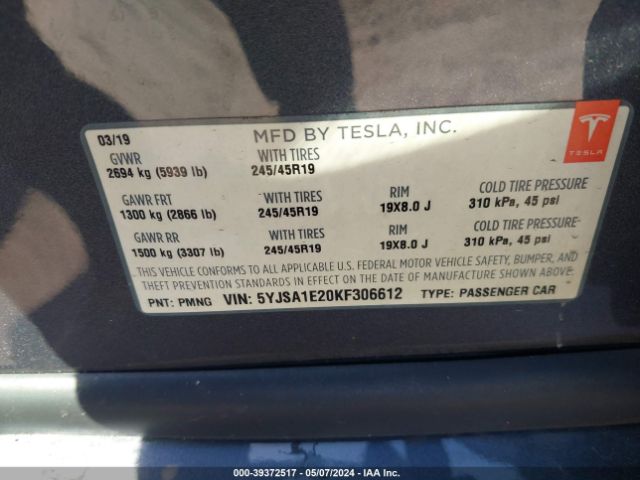 03/19 MFD BY TESLA, INC.
GVWR WITH TIRES
2694 kg (5939 lb) 245/45R19
TESLA
GAWR FRT WITH TIRES RIM COLD TIRE PRESSURE
1300 kg (2866 lb) 245/45R19 19X8.0 J 310 kPa, 45 psi
GAWR RR WITH TIRES RIM COLD TIRE PRESSURE
1500 kg (3307 lb) 245/45R19 19X8.0 J 310 kPa, 45 psi
THIS VEHICLE CONFORMS TO ALL APPLICABLE U.S. FEDERAL MOTOR VEHICLE SAFETY, BUMPER, AND
THEFT PREVENTION STANDARDS IN EFFECT ON THE DATE OF MANUFACTURE SHOWN ABOVE.
PNT: PMNG VIN: 5YJSA1E20KF306612 TYPE: PASSENGER CAR
000-39372517 - 05/07/2024 - IAA Inc.